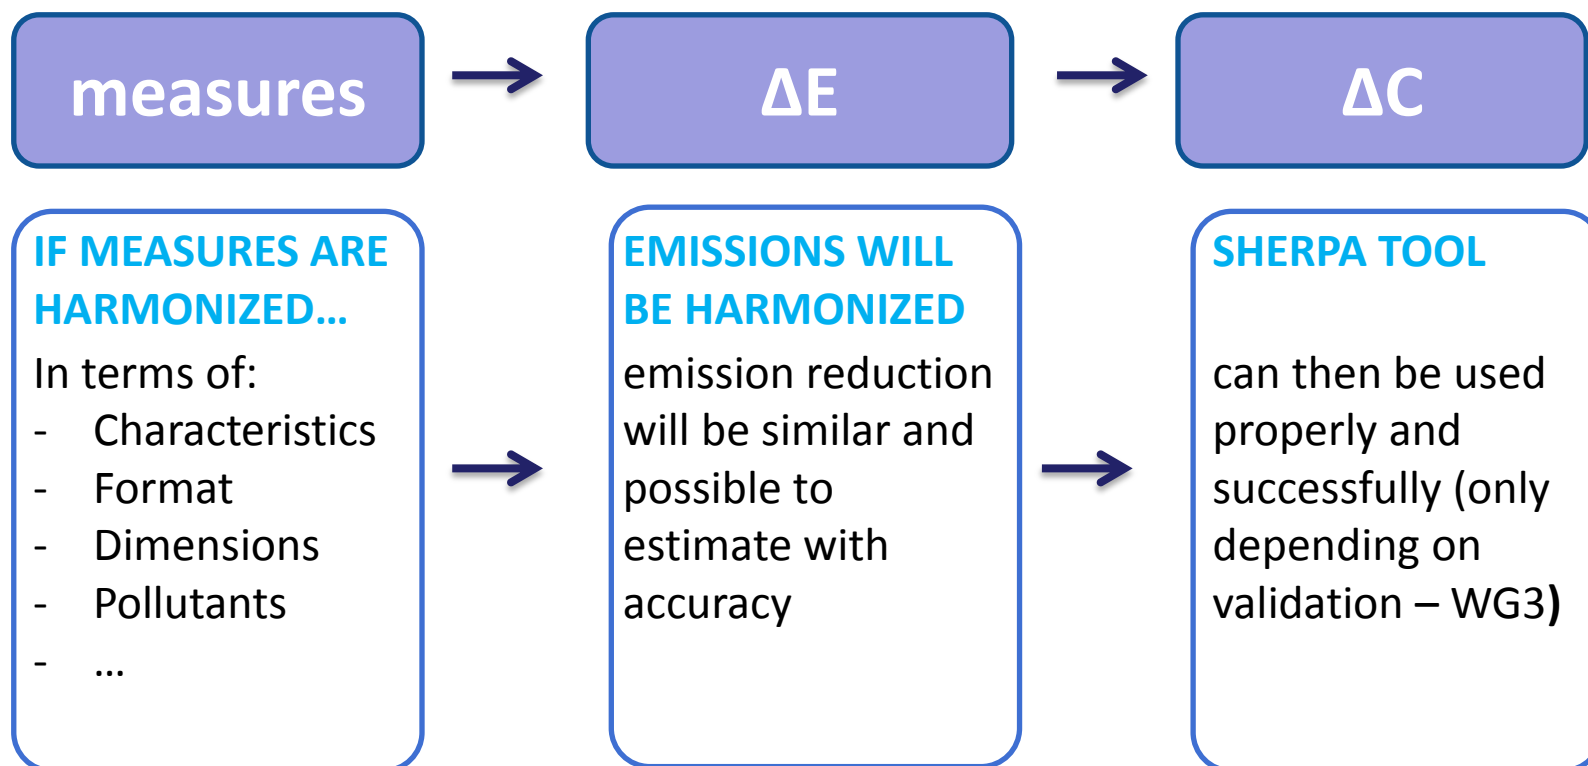 measures
ΔE
ΔC
IF MEASURES ARE
HARMONIZED...
In terms of:
- Characteristics
- Format
- Dimensions
- Pollutants
- ...
EMISSIONS WILL
BE HARMONIZED
emission reduction
will be similar and
possible to
estimate with
accuracy
SHERPA TOOL
can then be used
properly and
successfully (only
depending on
validation – WG3)